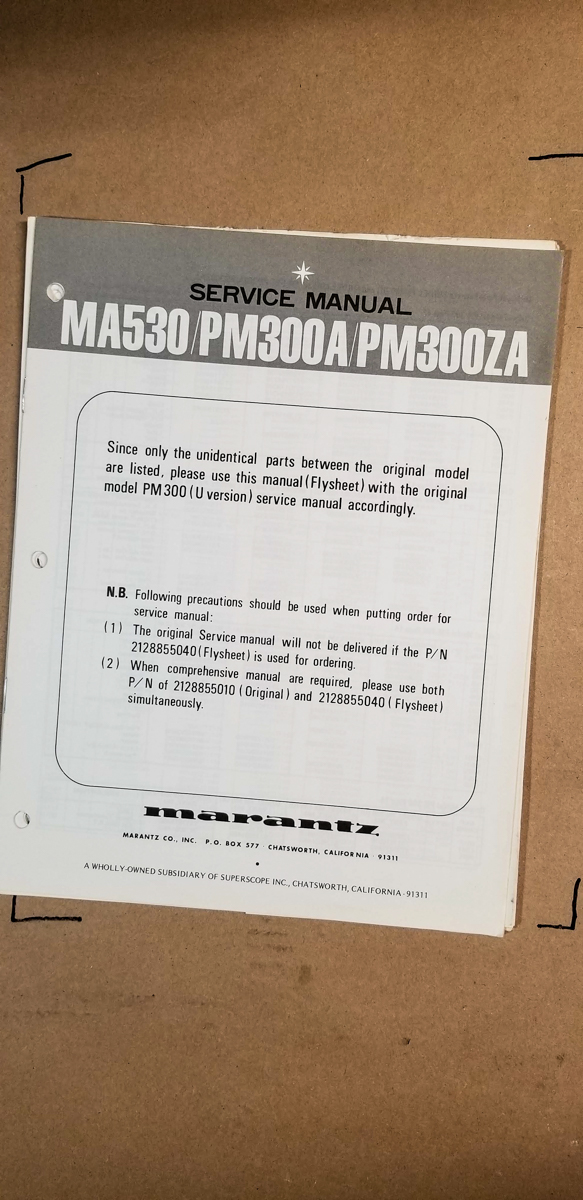 SERVICE MANUAL
MA530/PM300A/PM300ZA
Since only the unidentical parts between the original model
are listed, please use this manual (Flysheet) with the original
model PM300 (U version) service manual accordingly.
N.B. Following precautions should be used when putting order for
service manual:
(1) The original Service manual will not be delivered if the P/N
2128855040 (Flysheet) is used for ordering.
(2) When comprehensive manual are required, please use both
P/N of 2128855010 (Original) and 2128855040 (Flysheet)
simultaneously.
marantz
MARANTZ CO., INC. P.O. BOX 577 · CHATSWORTH, CALIFORNIA · 91311
A WHOLLY-OWNED SUBSIDIARY OF SUPERSCOPE INC., CHATSWORTH, CALIFORNIA-91311